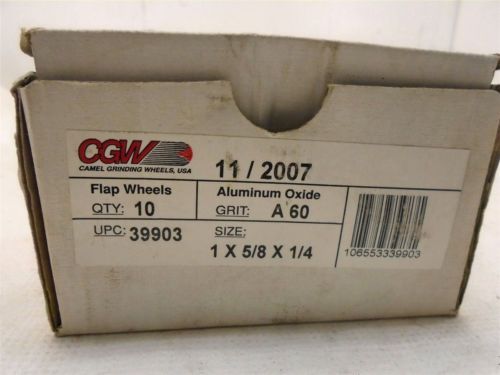 CGW
CAMEL GRINDING WHEELS, USA
11 / 2007
Flap Wheels
Aluminum Oxide
QTY: 10
GRIT: A 60
UPC: 39903
SIZE:
1 X 5/8 X 1/4
106553339903